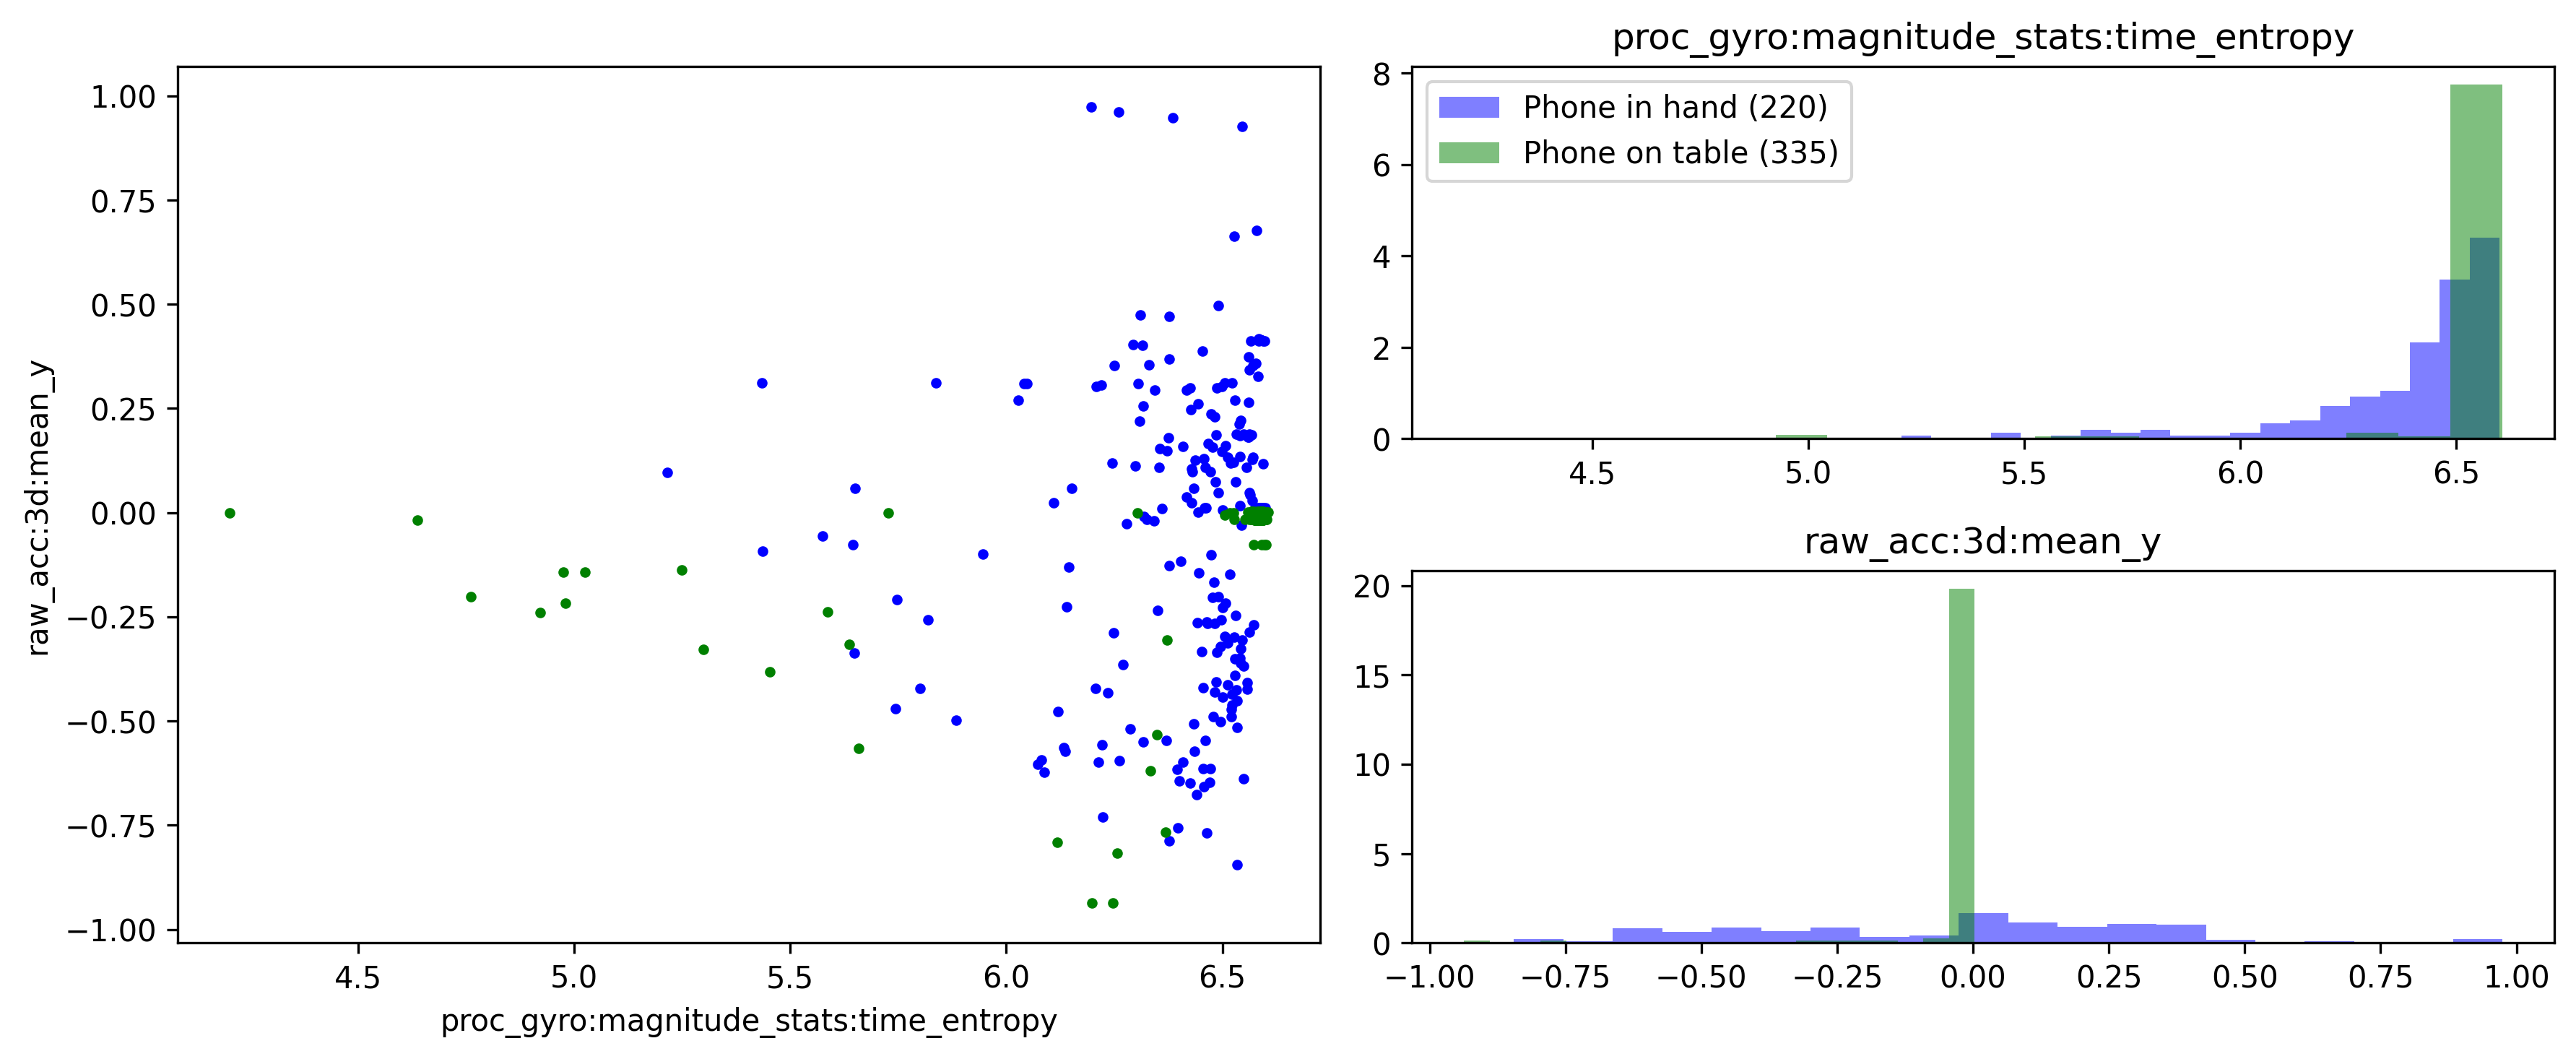 1.00
0.75
0.50
0.25
0.00
−0.25
−0.50
−0.75
−1.00
raw_acc:3d:mean_y
4.5 5.0 5.5 6.0 6.5
proc_gyro:magnitude_stats:time_entropy
proc_gyro:magnitude_stats:time_entropy
8
6
4
2
0
Phone in hand (220)
Phone on table (335)
4.5 5.0 5.5 6.0 6.5
raw_acc:3d:mean_y
20
15
10
5
0
−1.00 −0.75 −0.50 −0.25 0.00 0.25 0.50 0.75 1.00